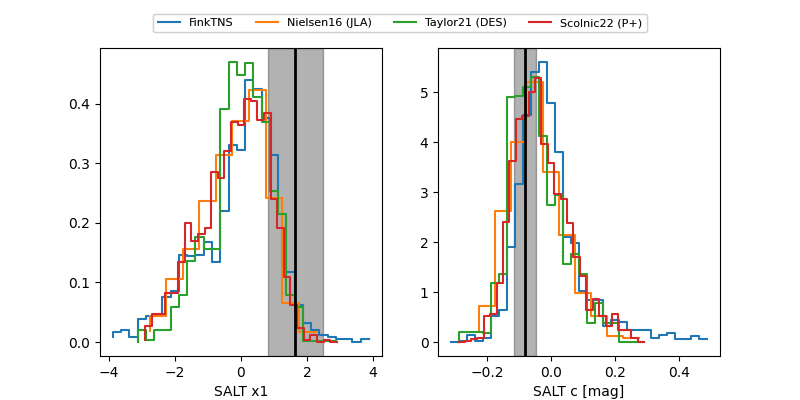 FinkTNS Nielsen16 (JLA) Taylor21 (DES) Scolnic22 (P+)
0.4
0.3
0.2
0.1
0.0
−4 −2 0 2 4
SALT x1
5
4
3
2
1
0
−0.2 0.0 0.2 0.4
SALT c [mag]